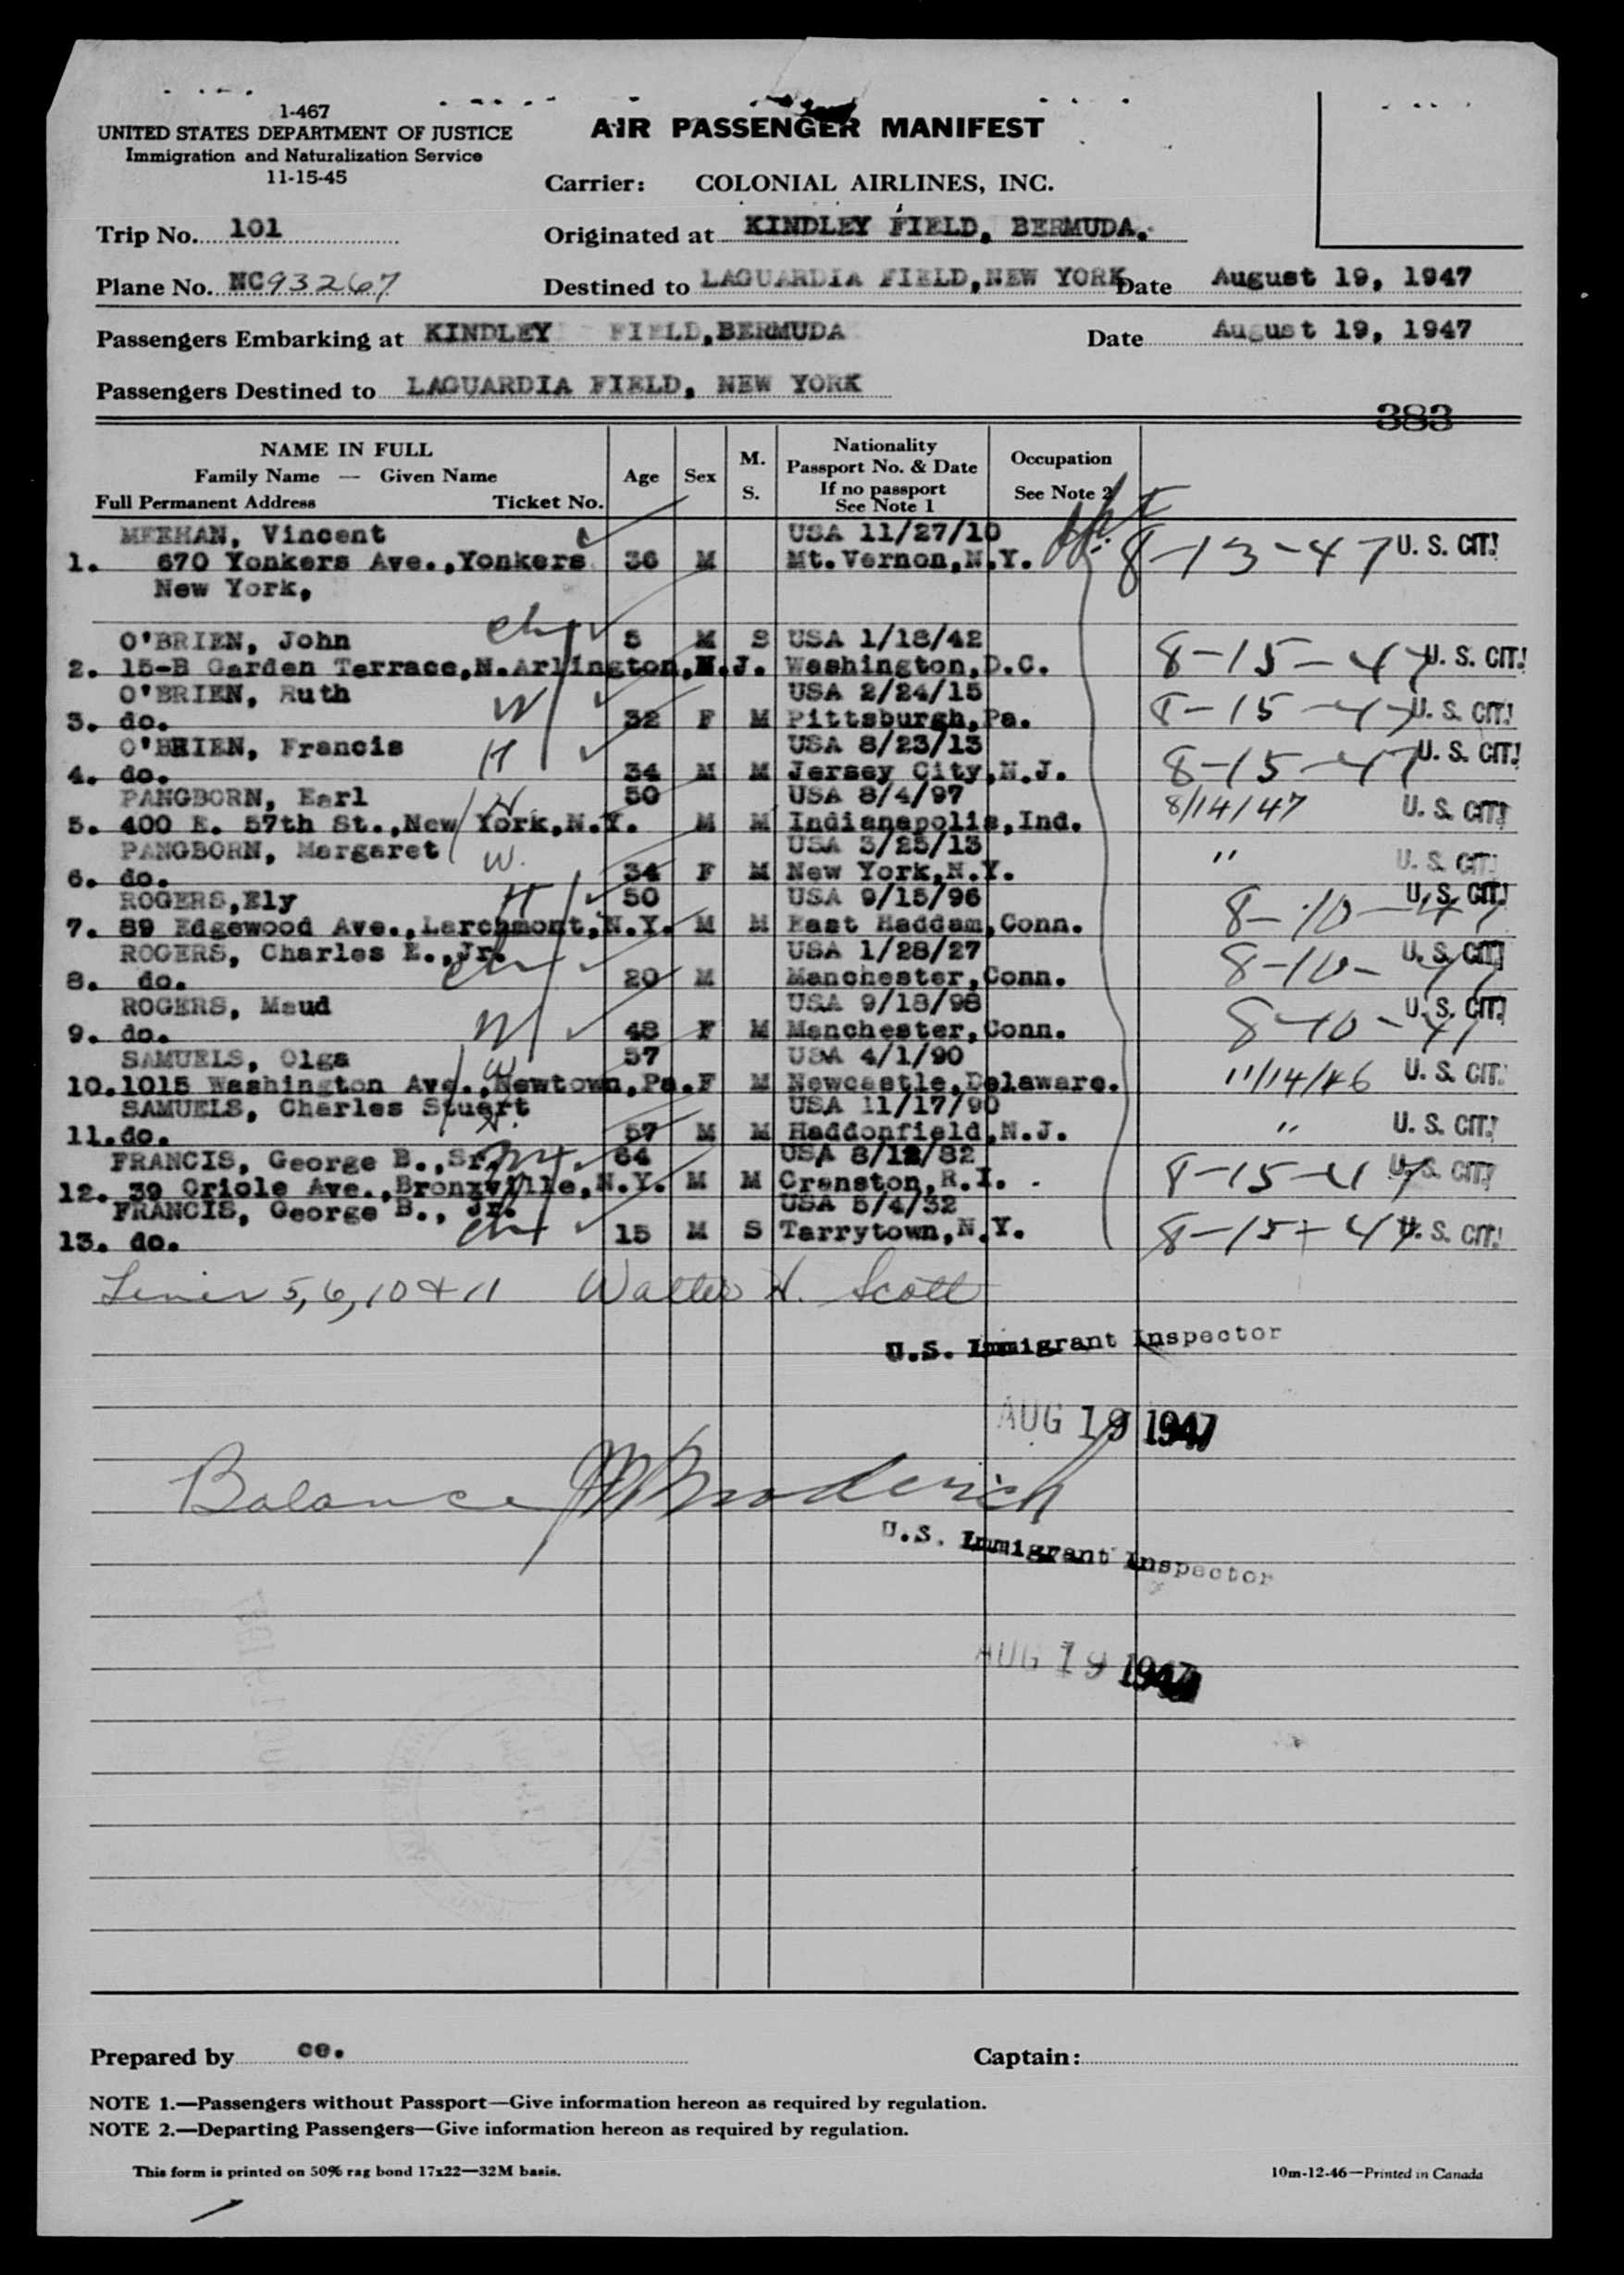 1-467
UNITED STATES DEPARTMENT OF JUSTICE
Immigration and Naturalization Service
11-15-45
AIR PASSENGER MANIFEST
Carrier: COLONIAL AIRLINES, INC.
Trip No. 101
Originated at KINDLEY FIELD, BERMUDA.
Plane No. NC93267
Destined to LAGUARDIA FIELD, NEW YORK Date August 19, 1947
Passengers Embarking at KINDLEY FIELD, BERMUDA Date August 19, 1947
Passengers Destined to LAGUARDIA FIELD, NEW YORK
383
NAME IN FULL
Family Name — Given Name
Full Permanent Address Ticket No.
Age
Sex
M. S.
Nationality
Passport No. & Date
If no passport
See Note 1
Occupation
See Note 2
MEEHAN, Vincent USA 11/27/10
1. 670 Yonkers Ave., Yonkers 36 M Mt. Vernon, N.Y. 8-13-47 U. S. CIT.
New York,
O'BRIEN, John ch 5 M S USA 1/18/42
2. 15-B Garden Terrace, N. Arlington, N.J. Washington, D.C. 8-15-47 U. S. CIT.
O'BRIEN, Ruth W USA 2/24/15
3. do. 32 F M Pittsburgh, Pa. 8-15-47 U. S. CIT.
O'BRIEN, Francis H USA 8/23/13
4. do. 34 M M Jersey City, N.J. 8-15-47 U. S. CIT.
PANGBORN, Earl H. 50 USA 8/4/97
5. 400 E. 57th St., New York, N.Y. M M Indianapolis, Ind. 8/14/47 U. S. CIT.
PANGBORN, Margaret W. USA 3/25/13
6. do. 34 F M New York, N.Y. " U. S. CIT.
ROGERS, Ely H 50 USA 9/15/96
7. 89 Edgewood Ave., Larchmont, N.Y. M M East Haddam, Conn. 8-10-47 U. S. CIT.
ROGERS, Charles E., Jr. ch USA 1/28/27
8. do. 20 M Manchester, Conn. 8-10-47 U. S. CIT.
ROGERS, Maud W USA 9/18/98
9. do. 48 F M Manchester, Conn. 8-10-47 U. S. CIT.
SAMUELS, Olga W 57 USA 4/1/90
10. 1015 Washington Ave., Newtown, Pa. F M Newcastle, Delaware. 11/14/46 U. S. CIT.
SAMUELS, Charles Stuart H. USA 11/17/90
11. do. 57 M M Haddonfield, N.J. " U. S. CIT.
FRANCIS, George B., Sr. 64 USA 8/12/82
12. 39 Oriole Ave., Bronxville, N.Y. M M Cranston, R.I. 8-15-47 U. S. CIT.
FRANCIS, George B., Jr. ch USA 5/4/32
13. do. 15 M S Tarrytown, N.Y. 8-15-47 U. S. CIT.
Lines 5, 6, 10 & 11 Walter H. Scott
U.S. Immigrant Inspector
AUG 19 1947
Balance
U.S. Immigrant Inspector
AUG 19 1947
Prepared by ce. Captain:
NOTE 1.—Passengers without Passport—Give information hereon as required by regulation.
NOTE 2.—Departing Passengers—Give information hereon as required by regulation.
This form is printed on 50% rag bond 17x22—32M basis.
10m-12-46—Printed in Canada